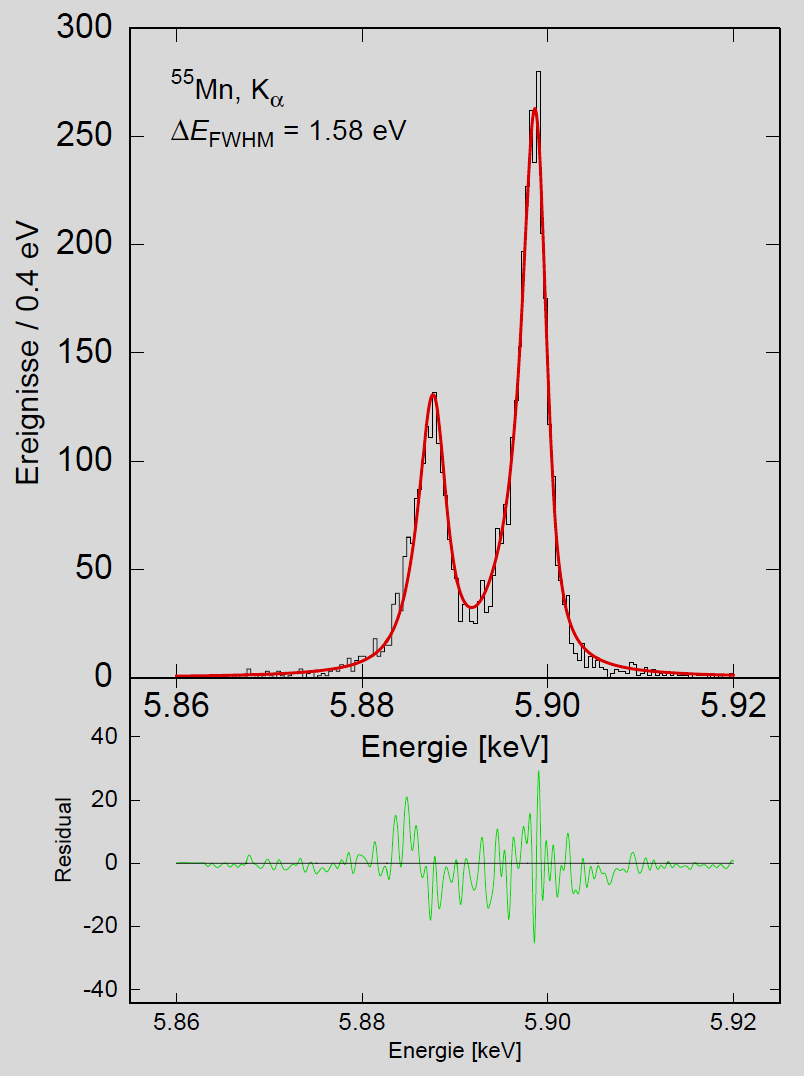 300
⁵⁵Mn, Kα
ΔE_FWHM = 1.58 eV
250
200
150
100
50
0
Ereignisse / 0.4 eV
5.86 5.88 5.90 5.92
Energie [keV]
40
20
0
-20
-40
Residual
5.86 5.88 5.90 5.92
Energie [keV]